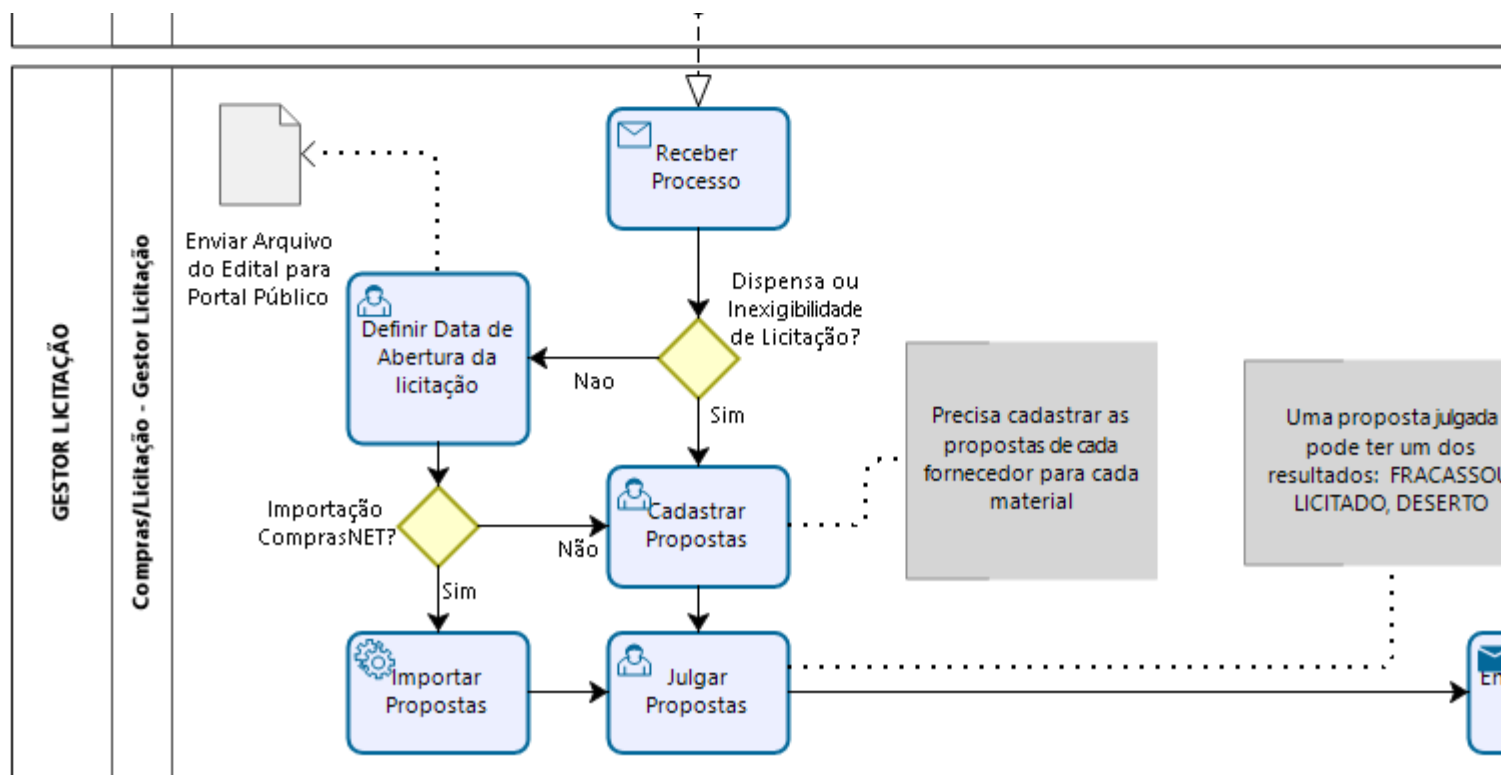 GESTOR LICITAÇÃO
Compras/Licitação - Gestor Licitação
Receber
Processo
Enviar Arquivo
do Edital para
Portal Público
Definir Data de
Abertura da
licitação
Dispensa ou
Inexigibilidade
de Licitação?
Nao
Sim
Precisa cadastrar as
propostas de cada
fornecedor para cada
material
Uma proposta julgada
pode ter um dos
resultados: FRACASSOU
LICITADO, DESERTO
Importação
ComprasNET?
Não
Sim
Cadastrar
Propostas
Importar
Propostas
Julgar
Propostas